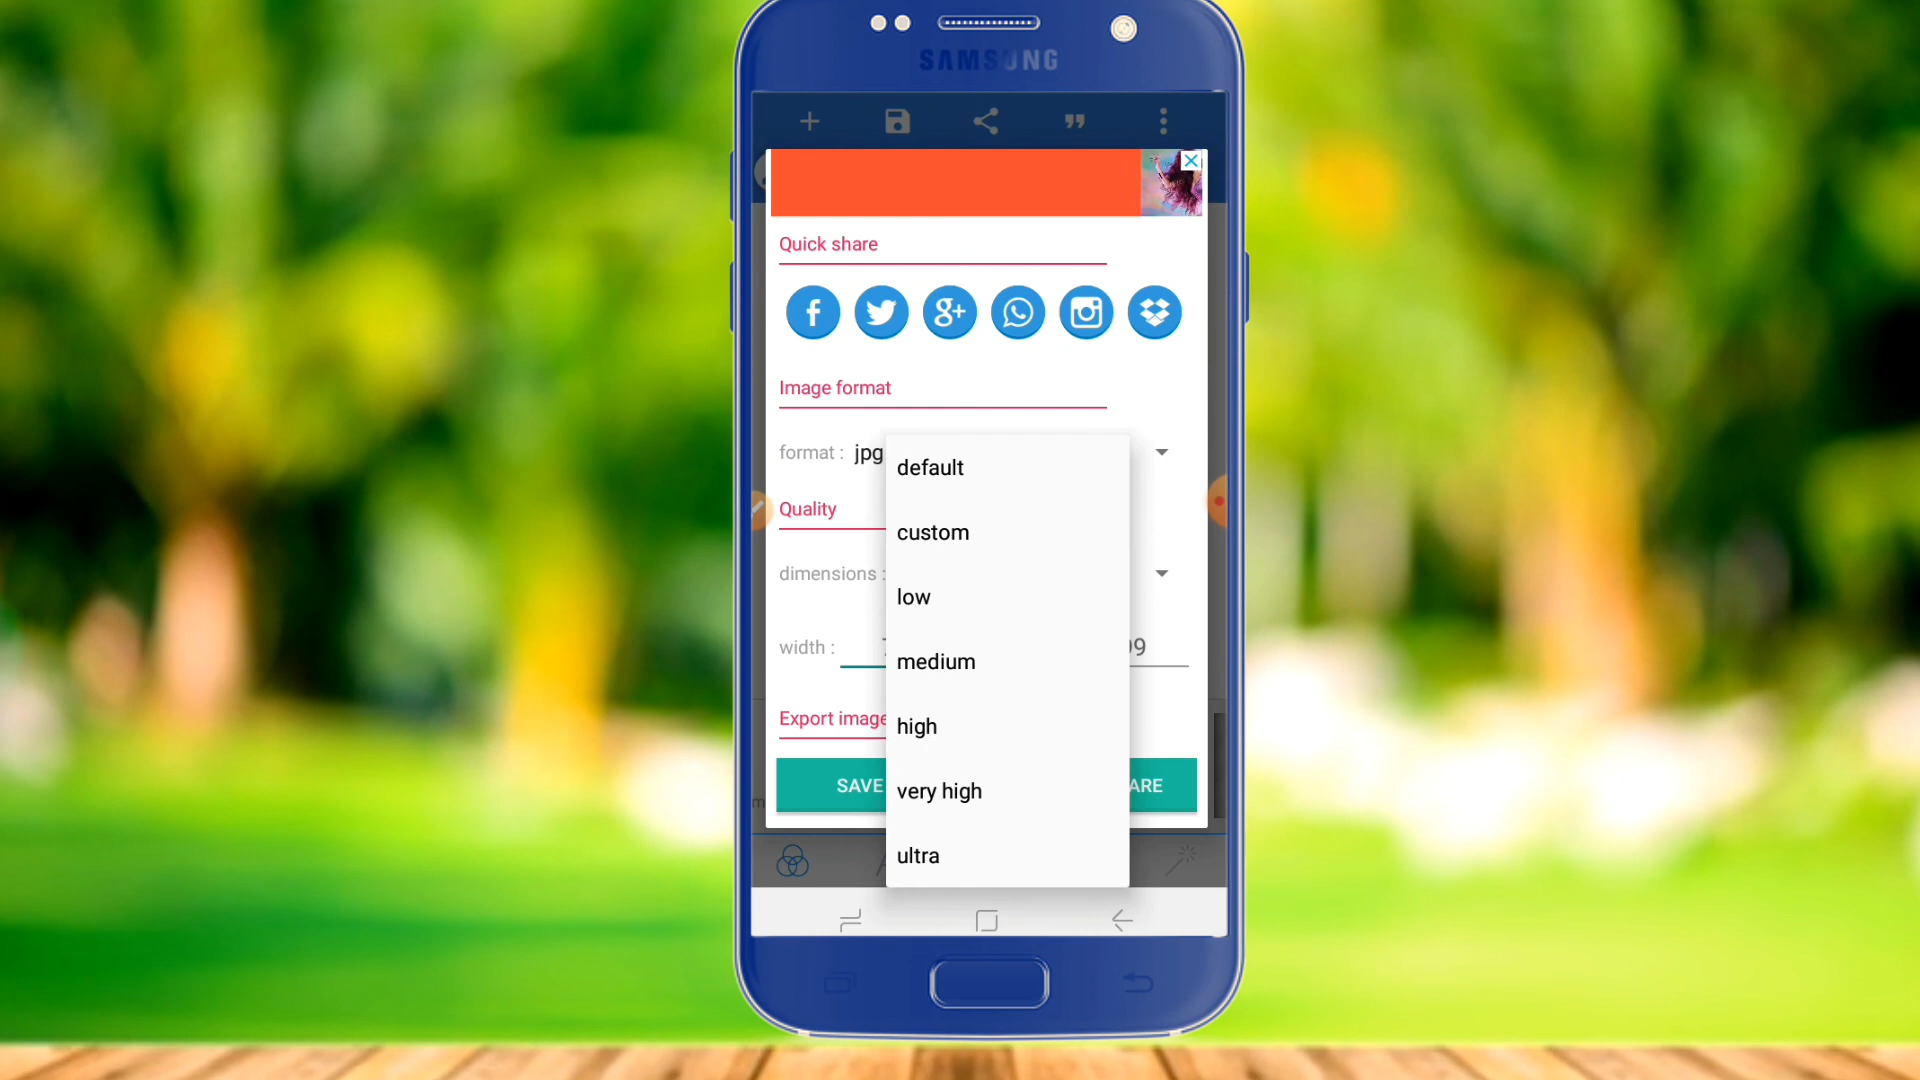 SAMSUNG
Quick share
Image format
format : jpg
default
Quality
custom
dimensions :
low
width :
99
medium
Export image
high
SAVE
ARE
very high
ultra